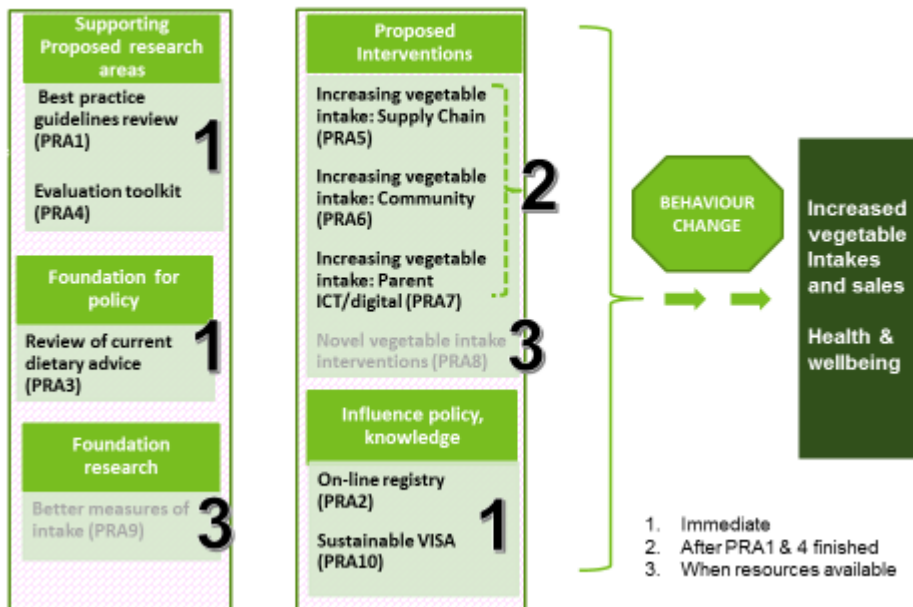 Supporting
Proposed research
areas
Best practice
guidelines review
(PRA1)
1
Evaluation toolkit
(PRA4)
Foundation for
policy
Review of current
dietary advice
(PRA3)
1
Foundation
research
Better measures of
intake (PRA9)
3
Proposed
Interventions
Increasing vegetable
intake: Supply Chain
(PRA5)
Increasing vegetable
intake: Community
(PRA6)
2
Increasing vegetable
intake: Parent
ICT/digital (PRA7)
Novel vegetable intake
interventions (PRA8)
3
Influence policy,
knowledge
On-line registry
(PRA2)
1
Sustainable VISA
(PRA10)
BEHAVIOUR
CHANGE
Increased
vegetable
Intakes
and sales
Health &
wellbeing
1. Immediate
2. After PRA1 & 4 finished
3. When resources available